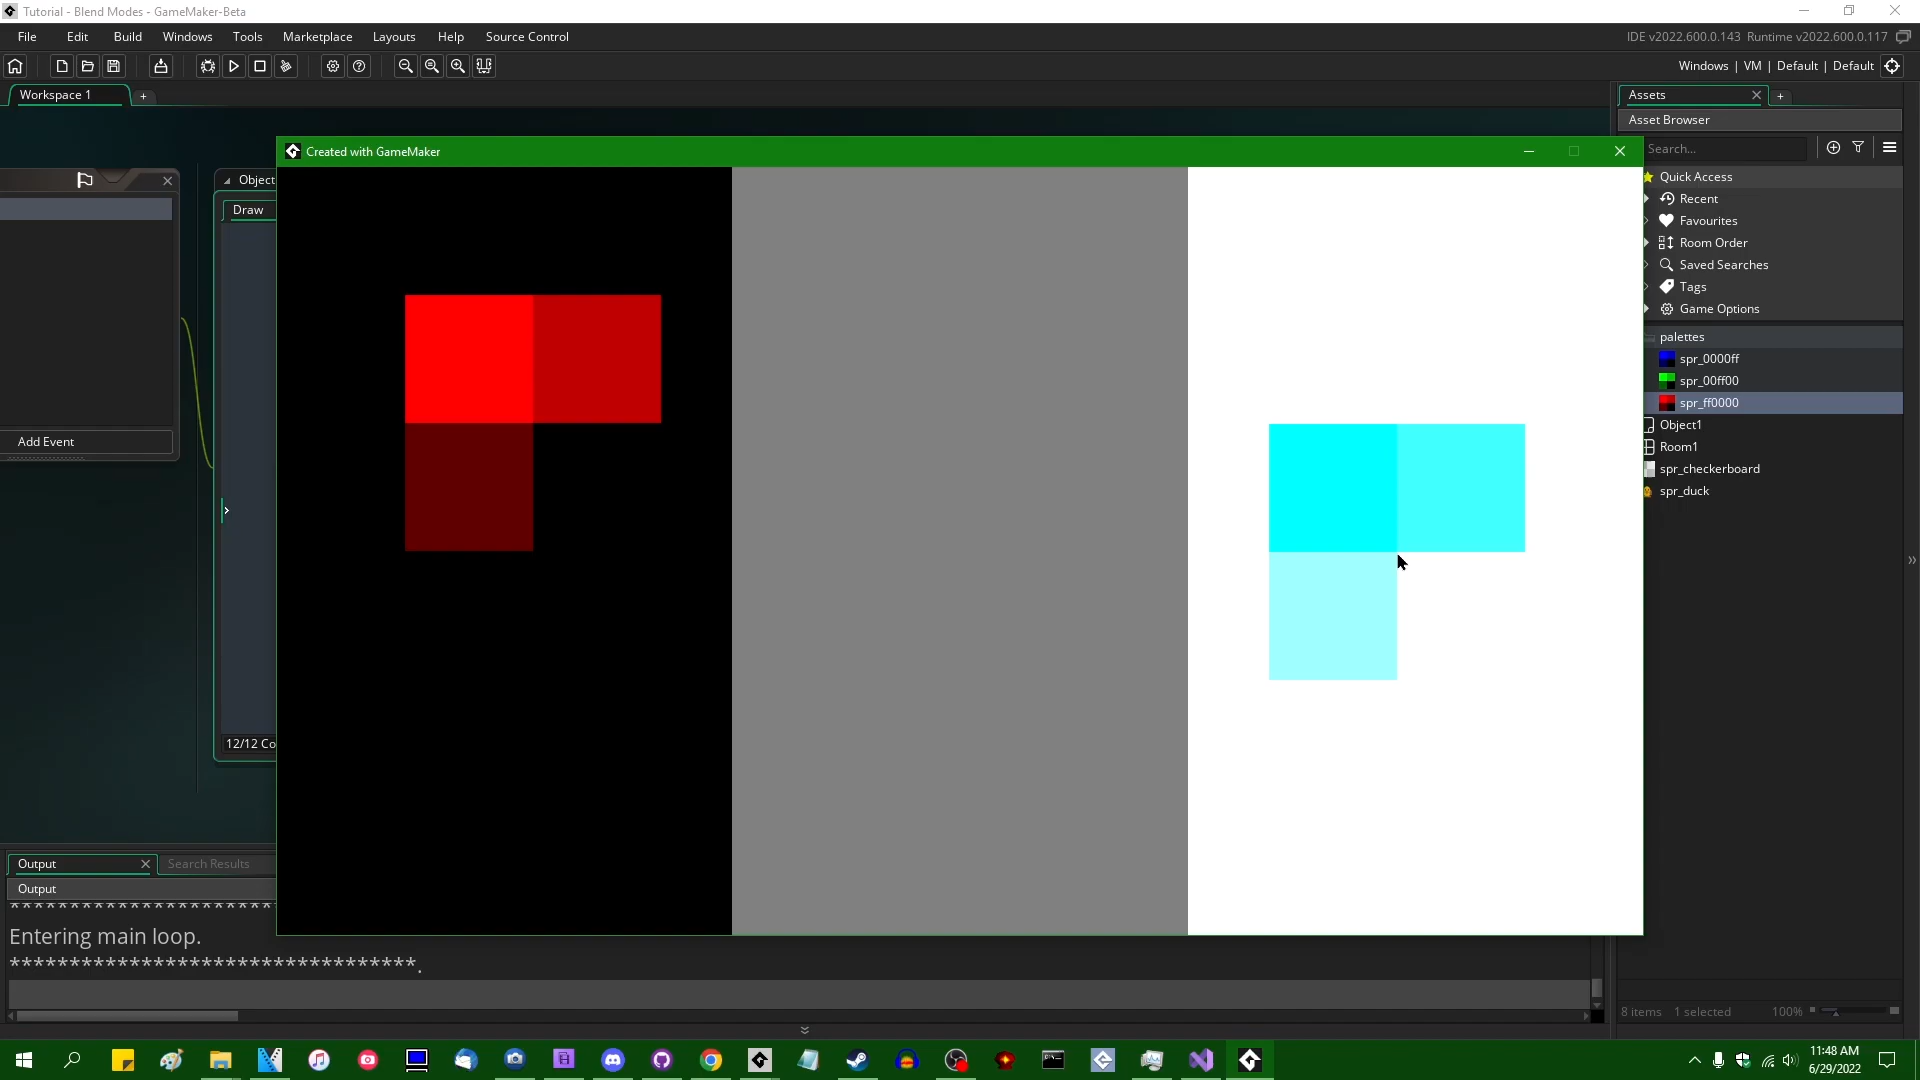 Tutorial - Blend Modes - GameMaker-Beta
File Edit Build Windows Tools Marketplace Layouts Help Source Control
IDE v2022.600.0.143 Runtime v2022.600.0.117
Windows | VM | Default | Default
Workspace 1
Assets
Asset Browser
Created with GameMaker
Search...
Object
Quick Access
Draw
Recent
Favourites
Room Order
Saved Searches
Tags
Game Options
palettes
spr_0000ff
spr_00ff00
spr_ff0000
Object1
Add Event
Room1
spr_checkerboard
spr_duck
12/12 Co
Output Search Results
Output
Entering main loop.
**********************************.
8 items 1 selected 100%
11:48 AM
6/29/2022